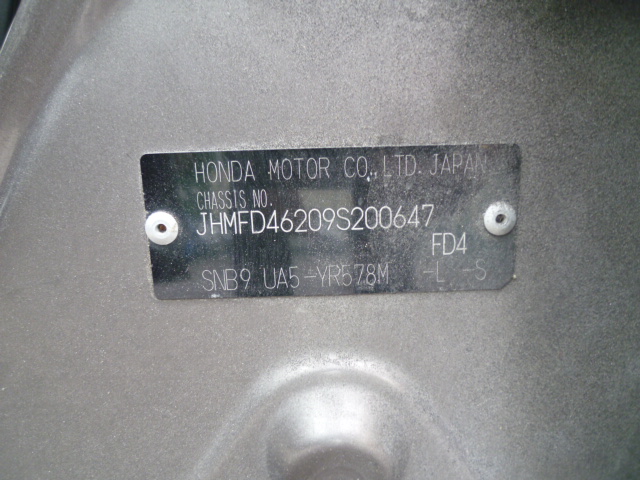 HONDA MOTOR CO., LTD. JAPAN
CHASSIS NO.
JHMFD46209S200647
FD4
SNB9 UA5-YR578M -L -S